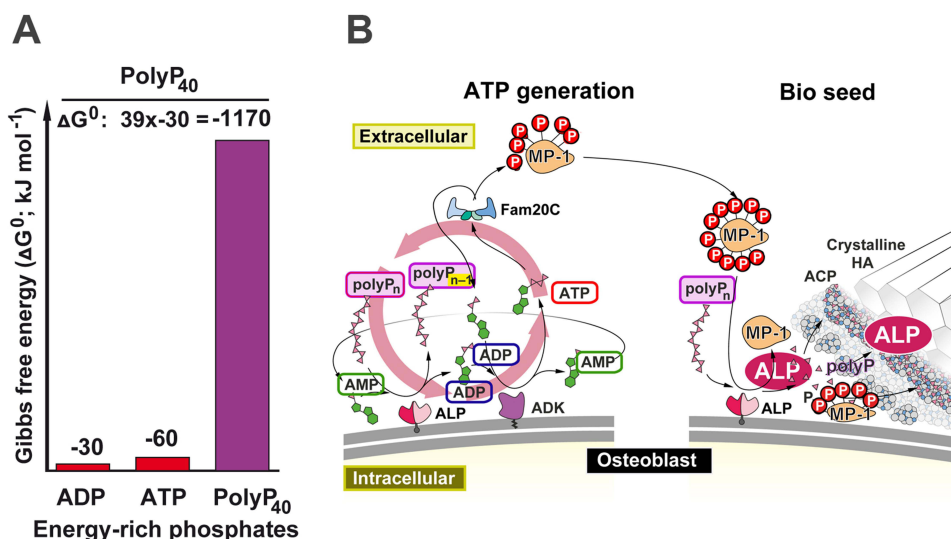 A
PolyP40
ΔG⁰: 39x-30 = -1170
Gibbs free energy (ΔG⁰; kJ mol⁻¹)
-30
-60
ADP ATP PolyP40
Energy-rich phosphates
B
ATP generation
Bio seed
Extracellular
P P P P P P
MP-1
Fam20C
polyPn
polyPn–1
ATP
ADP
ADP
AMP
AMP
ALP
ADK
P P P P P P P P P P P
MP-1
Crystalline
HA
ACP
polyPn
MP-1
ALP
ALP
polyP
P
P P P P P P
MP-1
ALP
Osteoblast
Intracellular